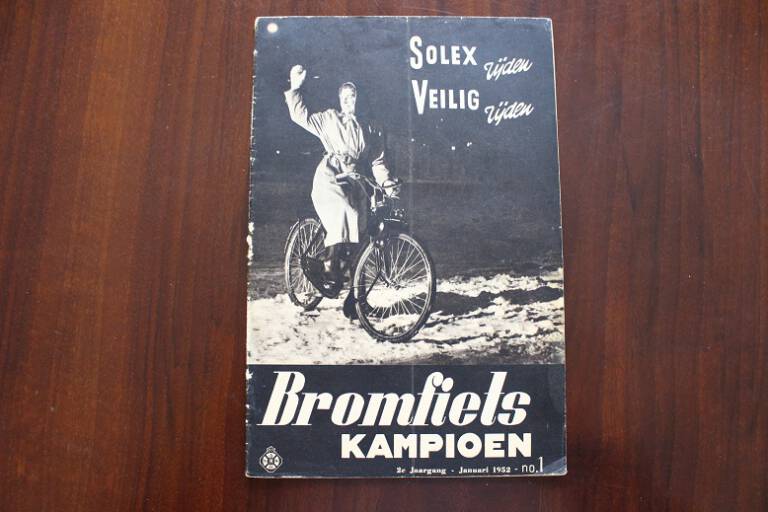 SOLEX rijden
VEILIG rijden
Bromfiets
KAMPIOEN
2e Jaargang - Januari 1952 - no.1